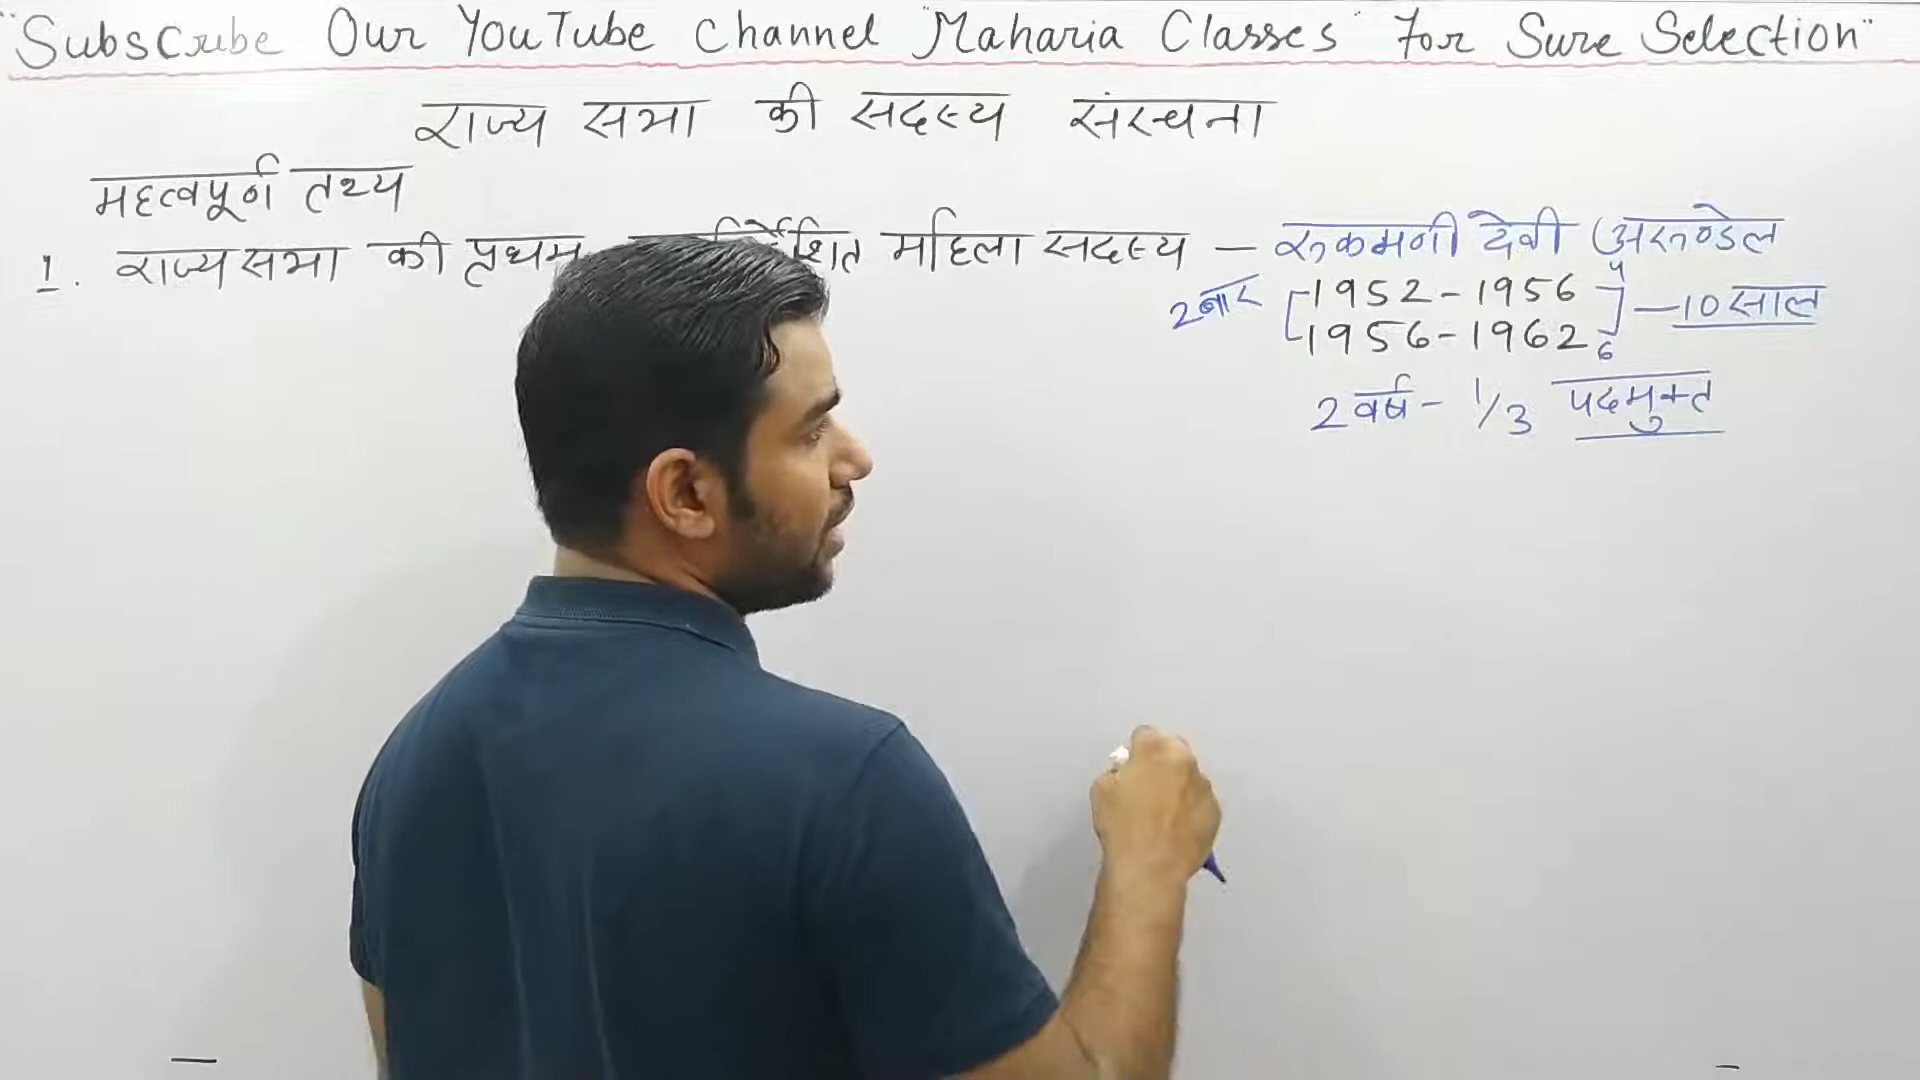 "Subscribe Our YouTube Channel "Maharia Classes" For Sure Selection"
राज्य सभा की सदस्य संरचना
महत्वपूर्ण तथ्य
1. राज्यसभा की प्रथम महिला सदस्य – रुकमणी देवी (अरुण्डेल
2बार [1952-1956 4] – 10 साल
1956-1962 6
2 वर्ष - 1/3 पदमुक्त